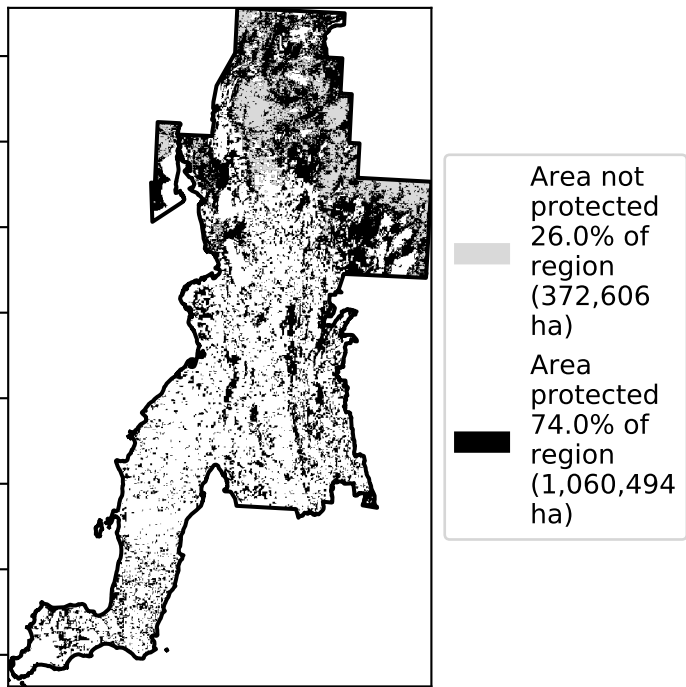 Area not
protected
26.0% of
region
(372,606
ha)
Area
protected
74.0% of
region
(1,060,494
ha)